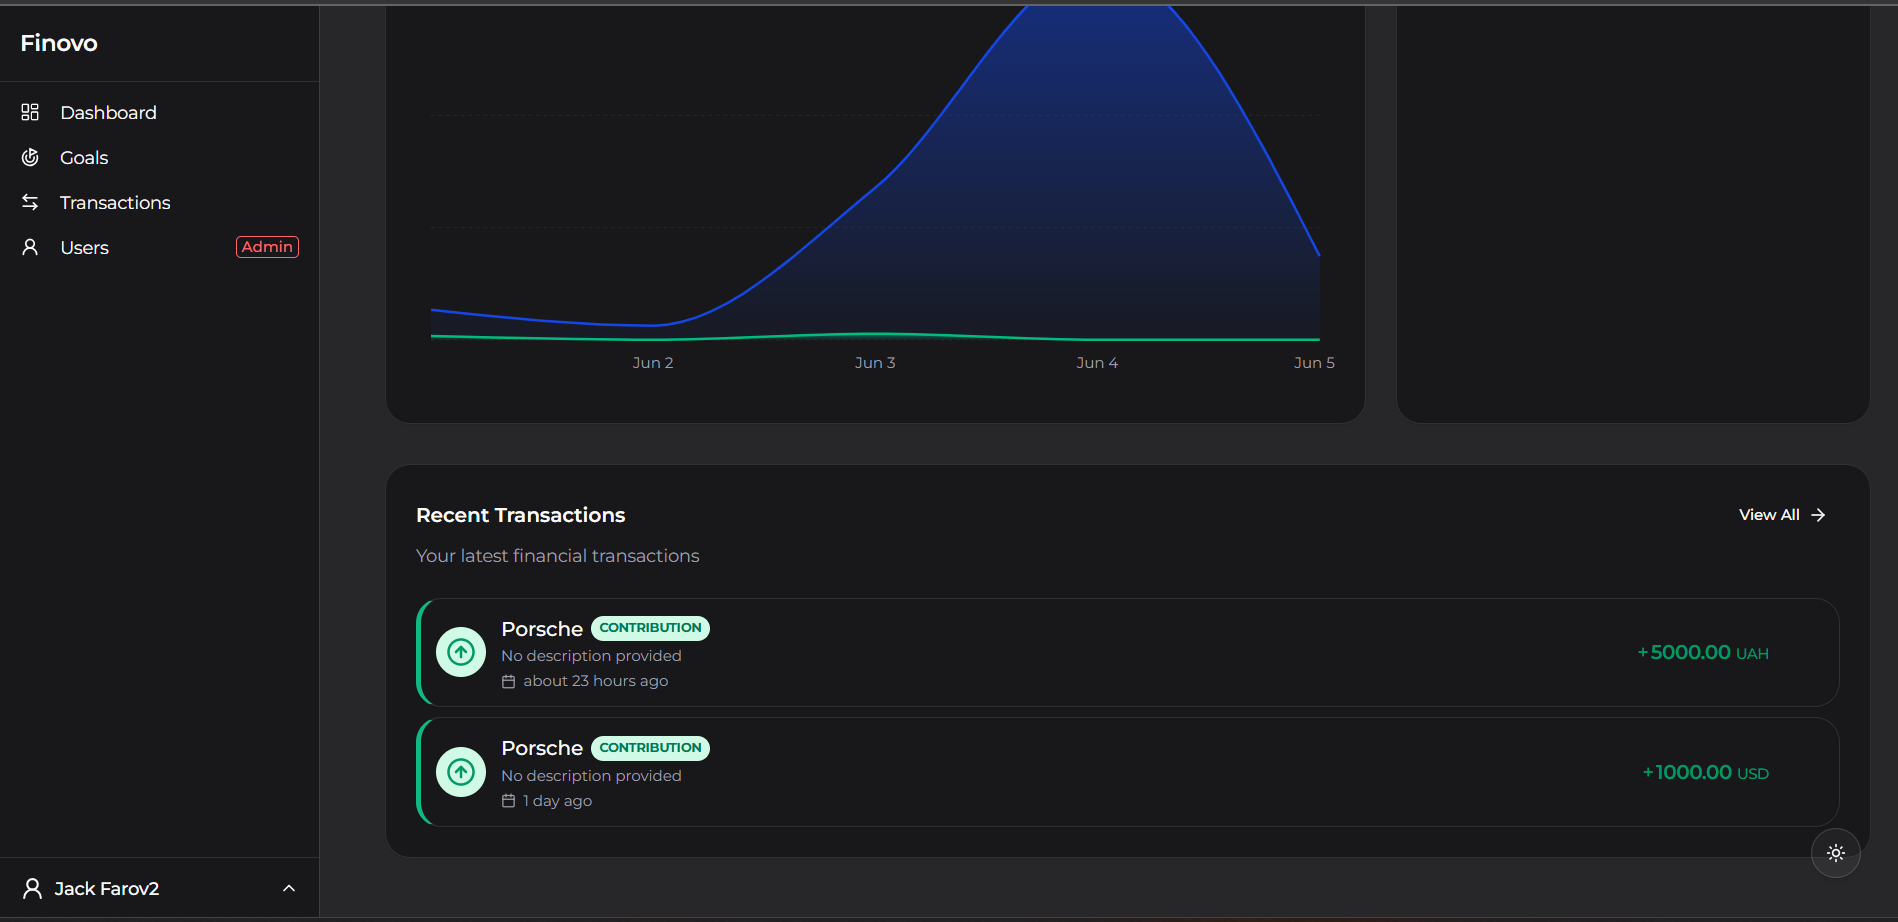 Finovo
Dashboard
Goals
Transactions
Users Admin
Jun 2 Jun 3 Jun 4 Jun 5
Recent Transactions
View All
Your latest financial transactions
Porsche CONTRIBUTION
No description provided
about 23 hours ago
+5000.00 UAH
Porsche CONTRIBUTION
No description provided
1 day ago
+1000.00 USD
Jack Farov2